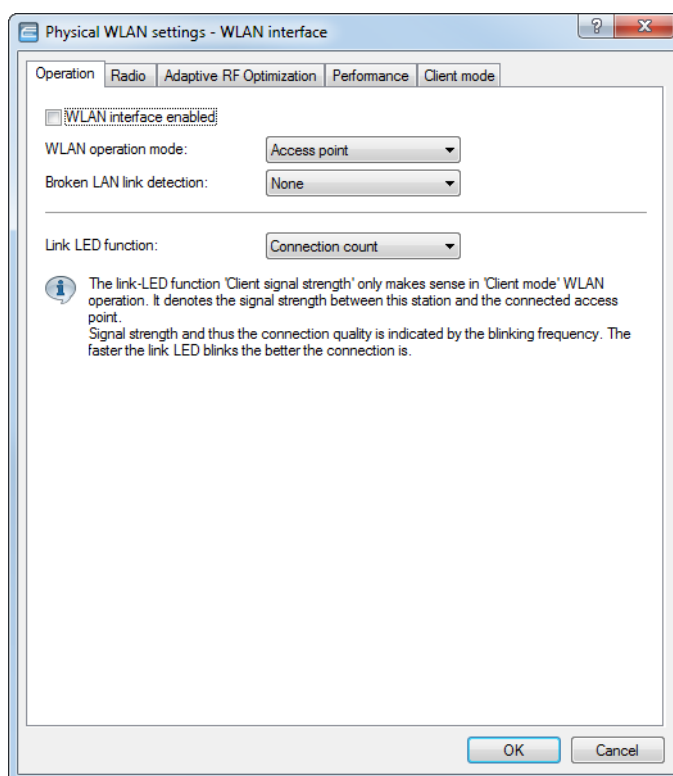 Physical WLAN settings - WLAN interface
Operation Radio Adaptive RF Optimization Performance Client mode
WLAN interface enabled
WLAN operation mode: Access point
Broken LAN link detection: None
Link LED function: Connection count
The link-LED function 'Client signal strength' only makes sense in 'Client mode' WLAN
operation. It denotes the signal strength between this station and the connected access
point.
Signal strength and thus the connection quality is indicated by the blinking frequency. The
faster the link LED blinks the better the connection is.
OK Cancel